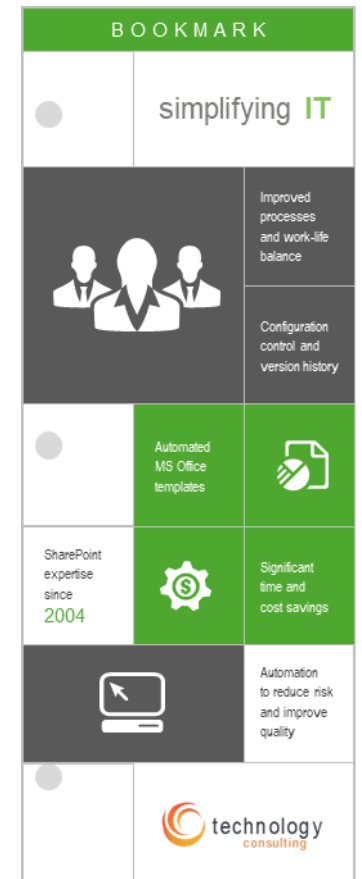 BOOKMARK
simplifying IT
Improved
processes
and work-life
balance
Configuration
control and
version history
Automated
MS Office
templates
SharePoint
expertise
since
2004
$
Significant
time and
cost savings
Automation
to reduce risk
and improve
quality
technology
consulting